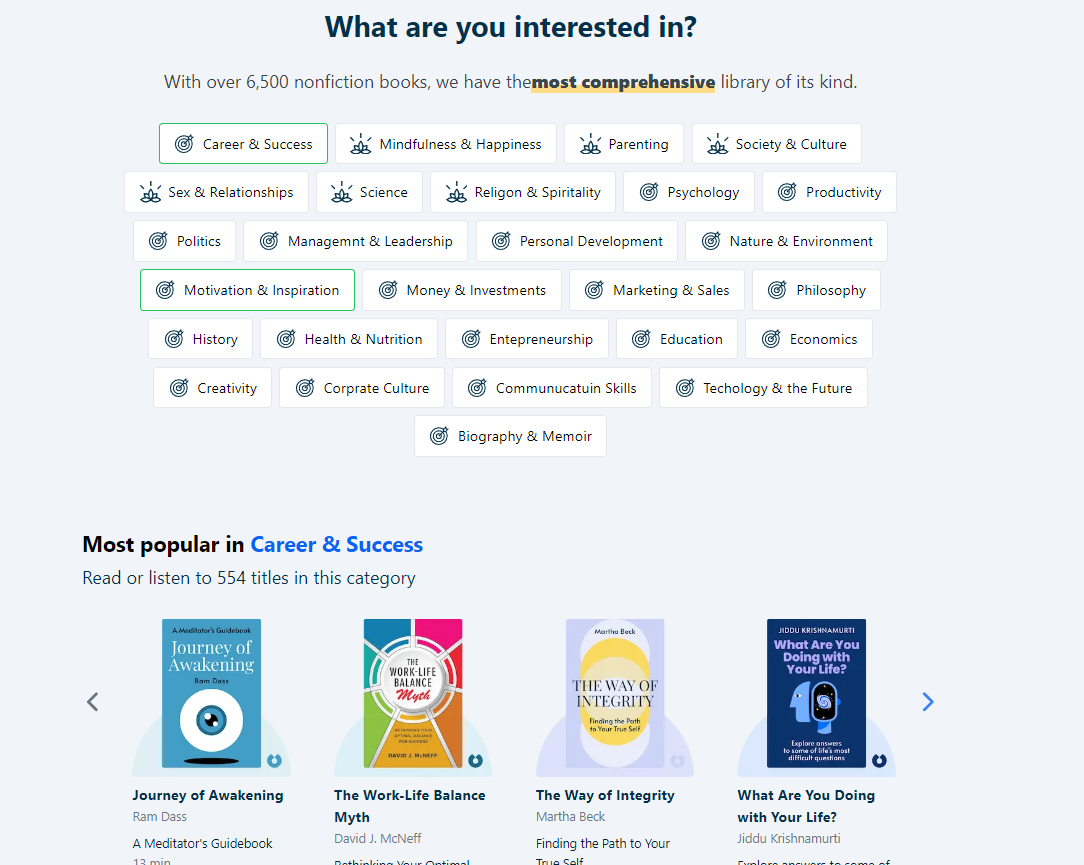 What are you interested in?
With over 6,500 nonfiction books, we have themost comprehensive library of its kind.
Career & Success
Mindfulness & Happiness
Parenting
Society & Culture
Sex & Relationships
Science
Religon & Spiritality
Psychology
Productivity
Politics
Managemnt & Leadership
Personal Development
Nature & Environment
Motivation & Inspiration
Money & Investments
Marketing & Sales
Philosophy
History
Health & Nutrition
Entepreneurship
Education
Economics
Creativity
Corprate Culture
Communucatuin Skills
Techology & the Future
Biography & Memoir
Most popular in Career & Success
Read or listen to 554 titles in this category
A Meditator's Guidebook
Journey of
Awakening
Ram Dass
THE
WORK-LIFE
BALANCE
Myth
RETHINKING YOUR
OPTIMAL BALANCE
FOR SUCCESS
DAVID J. McNEFF
Martha Beck
THE WAY OF
INTEGRITY
Finding the Path
to Your True Self
JIDDU KRISHNAMURTI
What Are You
Doing with
Your Life?
Explore answers
to some of life's most
difficult questions
Journey of Awakening
Ram Dass
A Meditator's Guidebook
13 min
The Work-Life Balance
Myth
David J. McNeff
Rethinking Your Optimal
The Way of Integrity
Martha Beck
Finding the Path to Your
True Self
What Are You Doing
with Your Life?
Jiddu Krishnamurti
Explore answers to some of